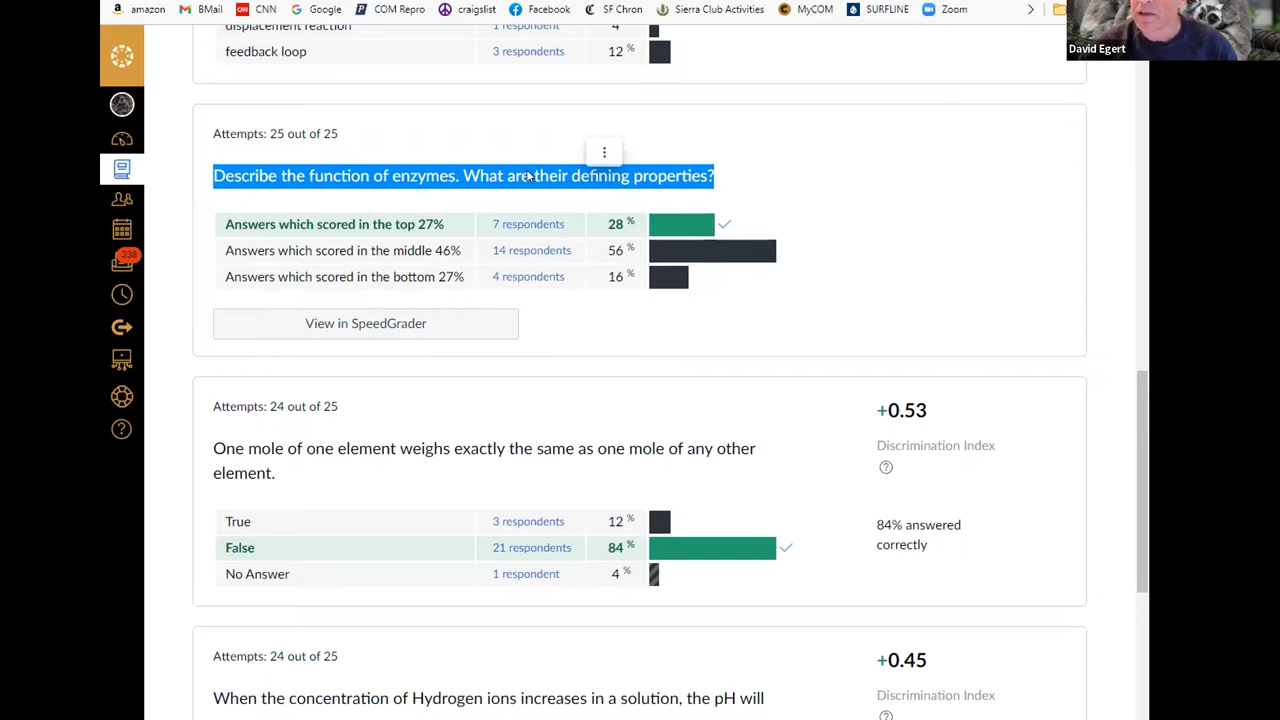 amazon BMail CNN Google COM Repro craigslist Facebook SF Chron Sierra Club Activities MyCOM SURFLINE Zoom
David Egert
displacement reaction 1 respondent 4
feedback loop 3 respondents 12 %
Attempts: 25 out of 25
Describe the function of enzymes. What are their defining properties?
Answers which scored in the top 27% 7 respondents 28 %
Answers which scored in the middle 46% 14 respondents 56 %
Answers which scored in the bottom 27% 4 respondents 16 %
338
View in SpeedGrader
Attempts: 24 out of 25
+0.53
Discrimination Index
One mole of one element weighs exactly the same as one mole of any other
element.
True 3 respondents 12 %
False 21 respondents 84 %
No Answer 1 respondent 4 %
84% answered
correctly
Attempts: 24 out of 25
+0.45
Discrimination Index
When the concentration of Hydrogen ions increases in a solution, the pH will